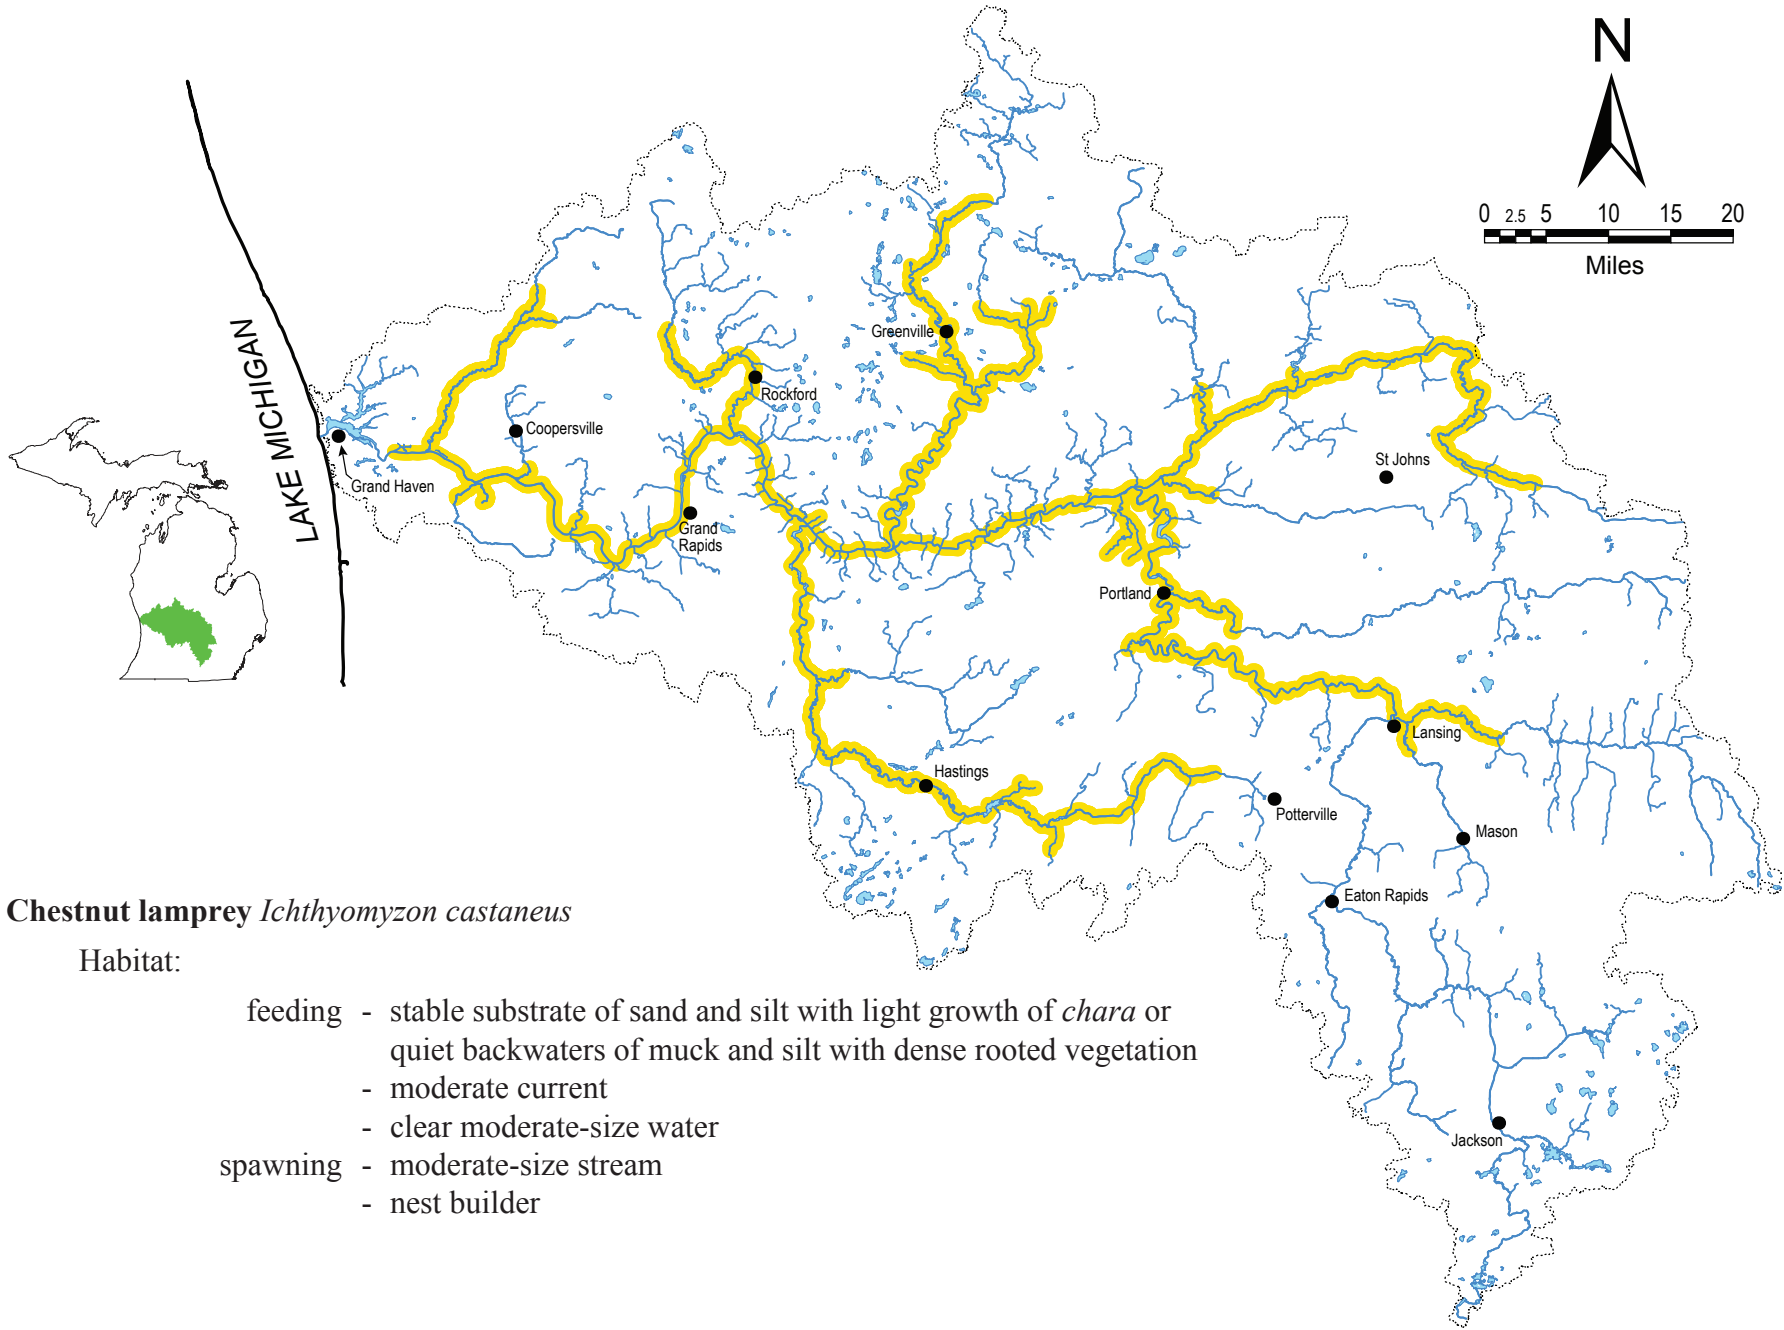 N
0 2.5 5 10 15 20
Miles
LAKE MICHIGAN
Greenville
Rockford
Coopersville
St Johns
Grand Haven
Grand
Rapids
Portland
Lansing
Hastings
Potterville
Mason
Eaton Rapids
Jackson
Chestnut lamprey Ichthyomyzon castaneus
Habitat:
feeding - stable substrate of sand and silt with light growth of chara or
quiet backwaters of muck and silt with dense rooted vegetation
- moderate current
- clear moderate-size water
spawning - moderate-size stream
- nest builder